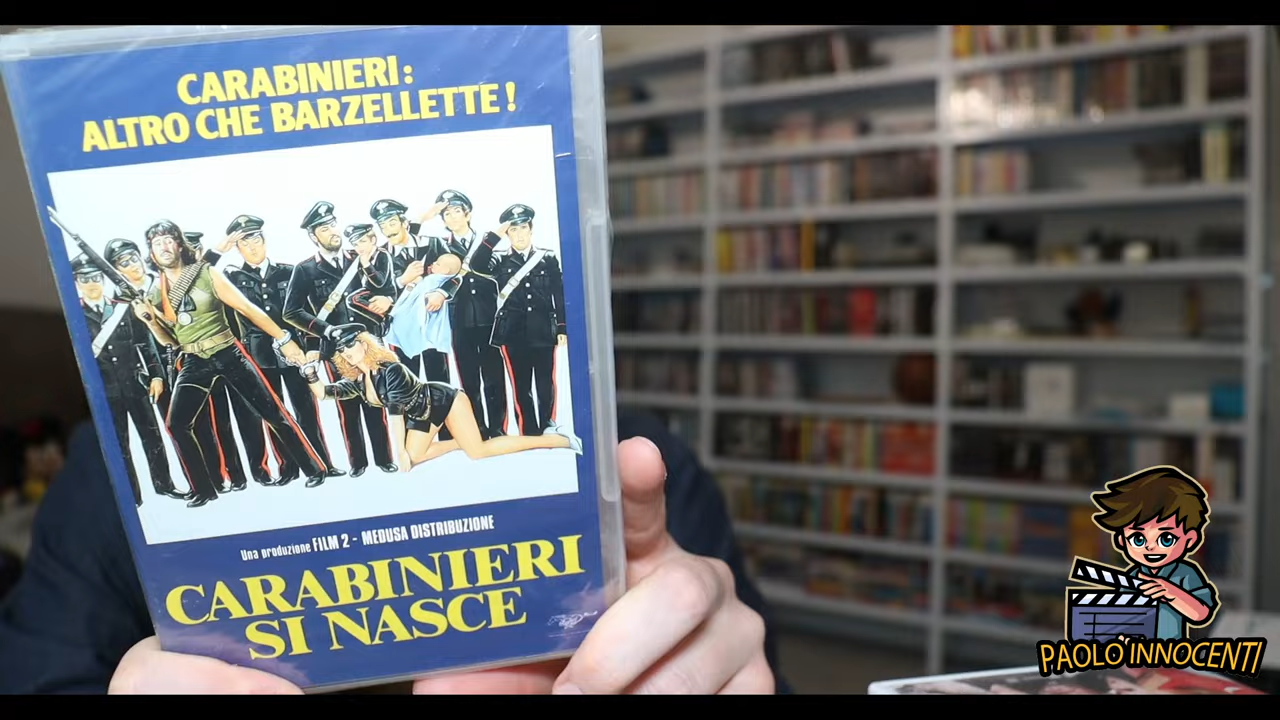 CARABINIERI:
ALTRO CHE BARZELLETTE!
Una produzione FILM 2 - MEDUSA DISTRIBUZIONE
CARABINIERI
SI NASCE
PAOLO INNOCENTI